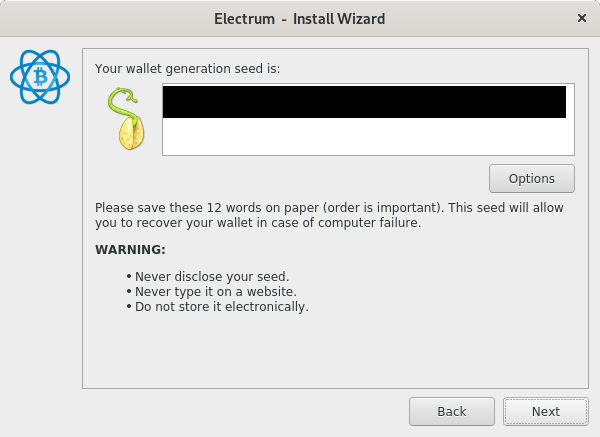 Electrum - Install Wizard
×
Your wallet generation seed is:
Options
Please save these 12 words on paper (order is important). This seed will allow
you to recover your wallet in case of computer failure.
WARNING:
• Never disclose your seed.
• Never type it on a website.
• Do not store it electronically.
Back
Next